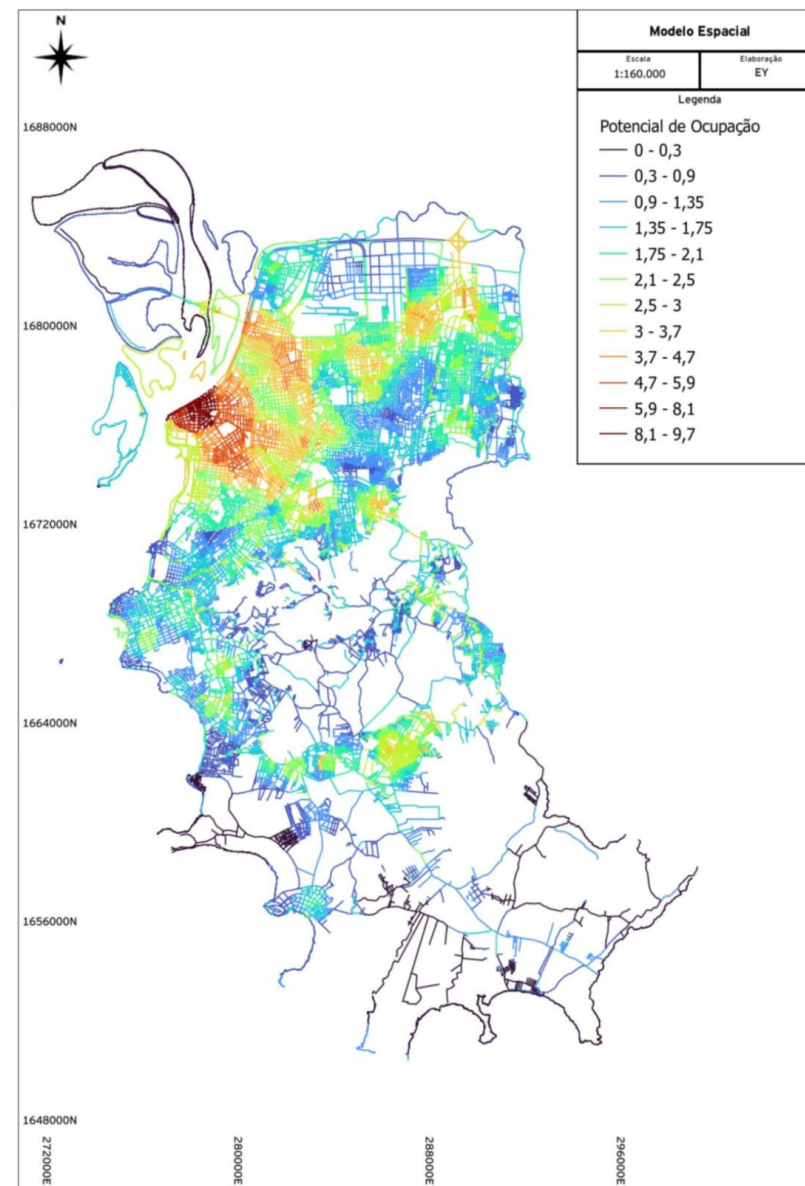 N
Modelo Espacial
Escala
1:160.000
Elaboração
EY
Legenda
Potencial de Ocupação
0 - 0,3
0,3 - 0,9
0,9 - 1,35
1,35 - 1,75
1,75 - 2,1
2,1 - 2,5
2,5 - 3
3 - 3,7
3,7 - 4,7
4,7 - 5,9
5,9 - 8,1
8,1 - 9,7
1688000N
1680000N
1672000N
1664000N
1656000N
1648000N
272000E
280000E
288000E
296000E